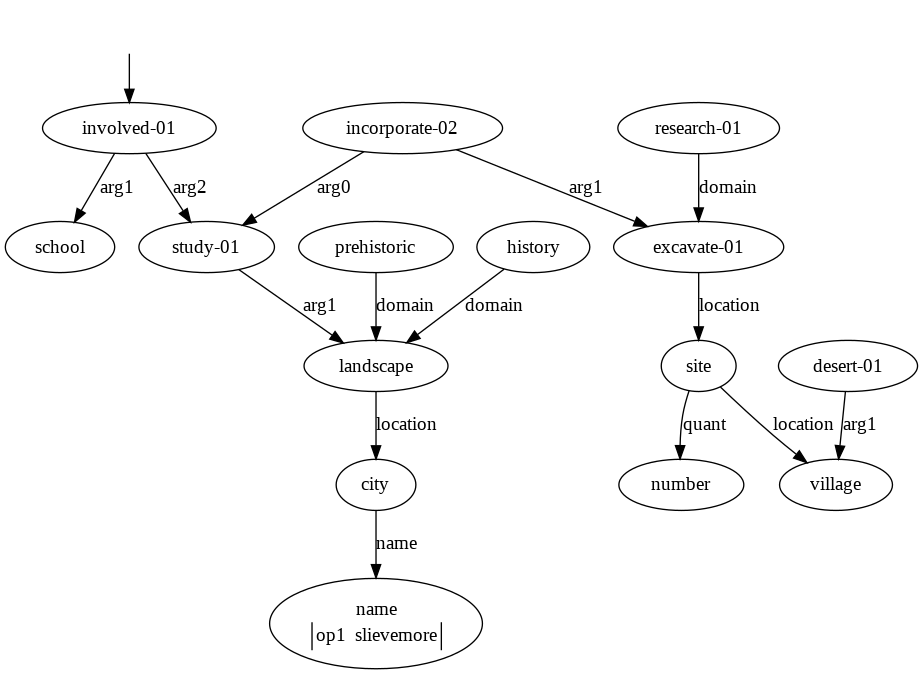 involved-01
incorporate-02
research-01
arg1
arg2
arg0
arg1
domain
school
study-01
prehistoric
history
excavate-01
arg1
domain
domain
location
landscape
site
desert-01
location
quant
location
arg1
city
number
village
name
name
op1 slievemore